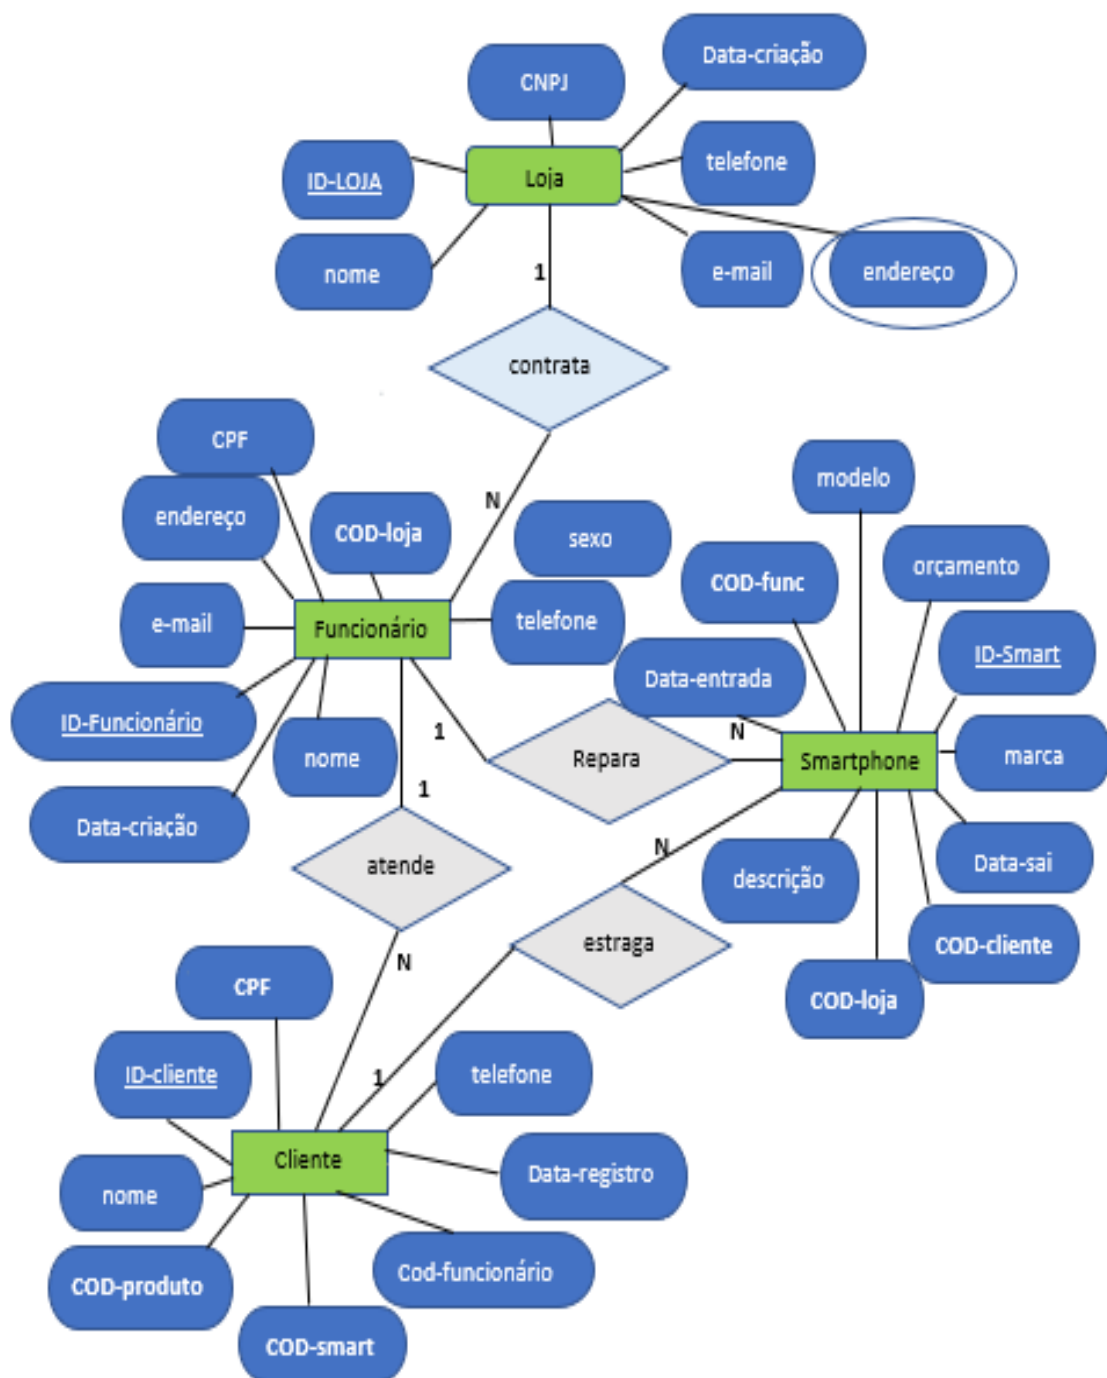 Data-criação
CNPJ
telefone
ID-LOJA
Loja
nome
e-mail
endereço
1
contrata
CPF
modelo
endereço
N
COD-loja
sexo
orçamento
COD-func
e-mail
Funcionário
telefone
ID-Smart
Data-entrada
ID-Funcionário
nome
1
Repara
N
Smartphone
marca
1
Data-criação
atende
N
descrição
Data-sai
estraga
COD-cliente
N
CPF
COD-loja
ID-cliente
1
telefone
Cliente
Data-registro
nome
COD-produto
Cod-funcionário
COD-smart